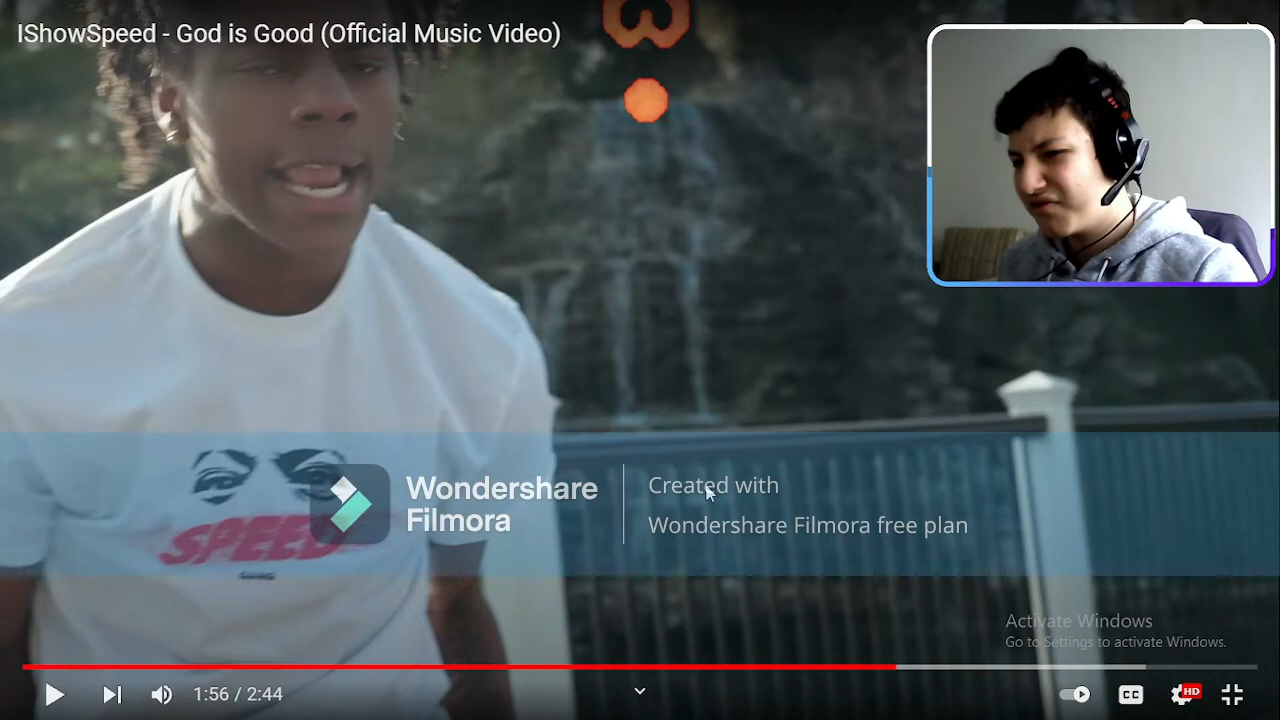 IShowSpeed - God is Good (Official Music Video)
SPEED
GANG
Wondershare
Filmora
Created with
Wondershare Filmora free plan
Activate Windows
Go to Settings to activate Windows.
1:56 / 2:44
CC
HD